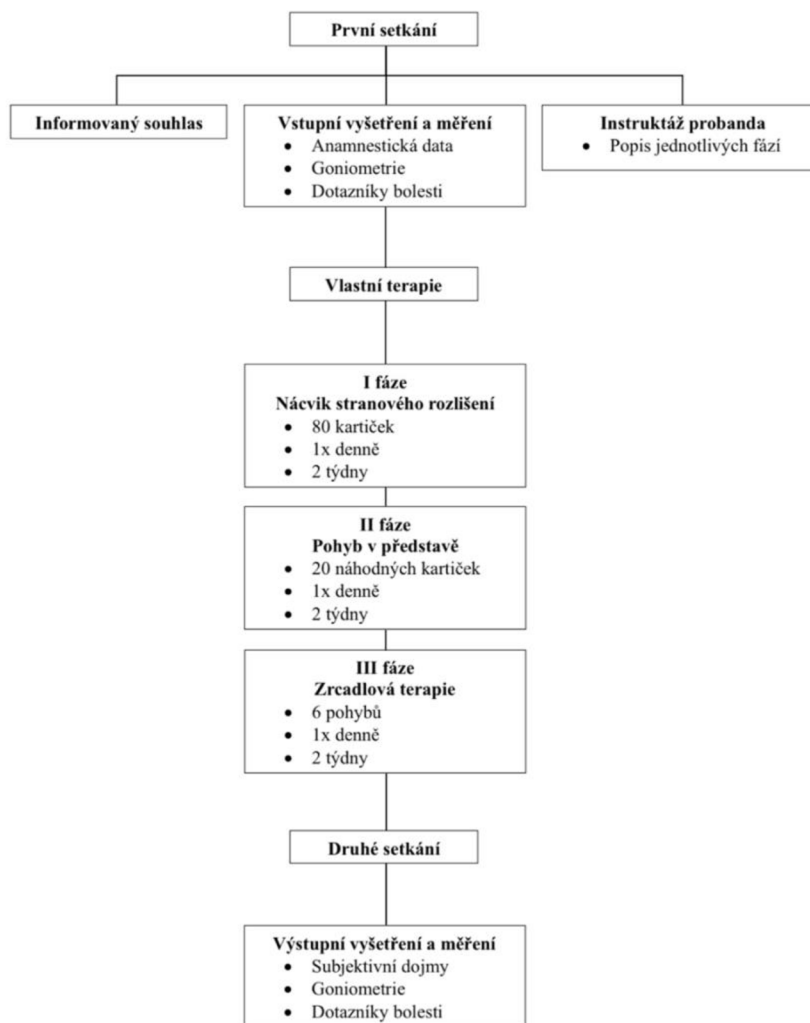 První setkání
Informovaný souhlas
Vstupní vyšetření a měření
• Anamnestická data
• Goniometrie
• Dotazníky bolesti
Instruktáž probanda
• Popis jednotlivých fází
Vlastní terapie
I fáze
Nácvik stranového rozlišení
• 80 kartiček
• 1x denně
• 2 týdny
II fáze
Pohyb v představě
• 20 náhodných kartiček
• 1x denně
• 2 týdny
III fáze
Zrcadlová terapie
• 6 pohybů
• 1x denně
• 2 týdny
Druhé setkání
Výstupní vyšetření a měření
• Subjektivní dojmy
• Goniometrie
• Dotazníky bolesti